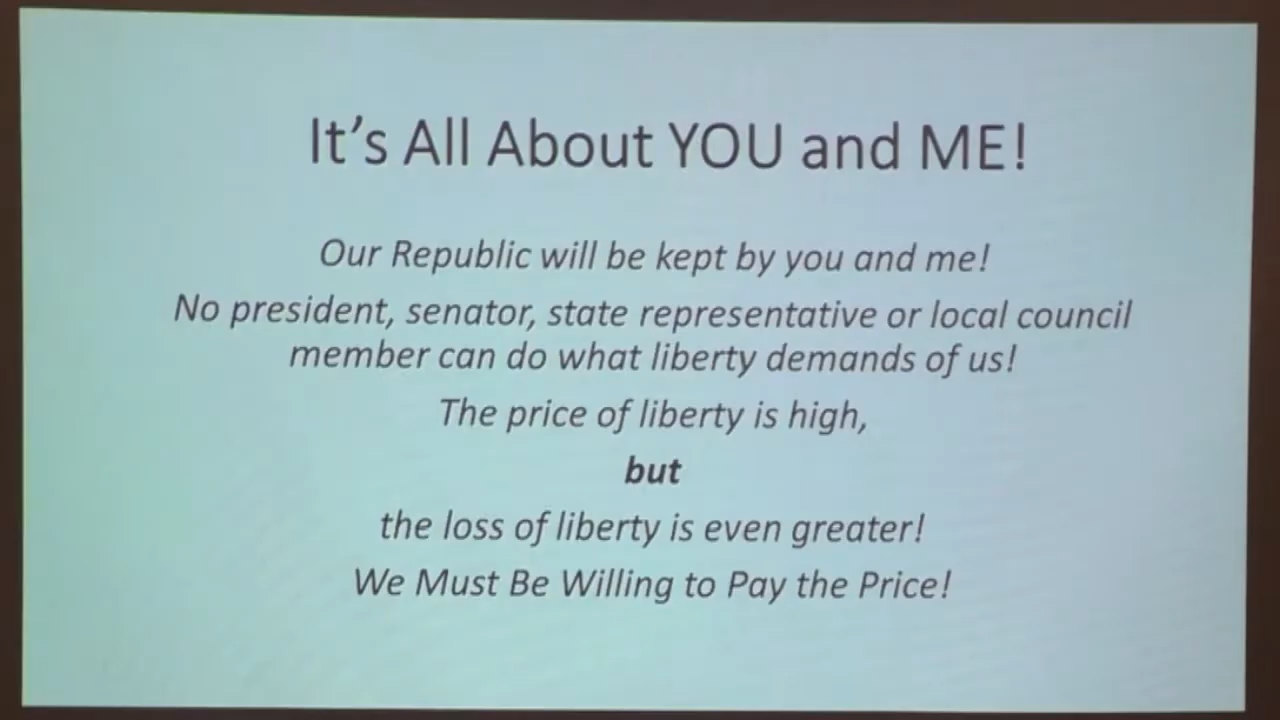 It's All About YOU and ME!
Our Republic will be kept by you and me!
No president, senator, state representative or local council
member can do what liberty demands of us!
The price of liberty is high,
but
the loss of liberty is even greater!
We Must Be Willing to Pay the Price!